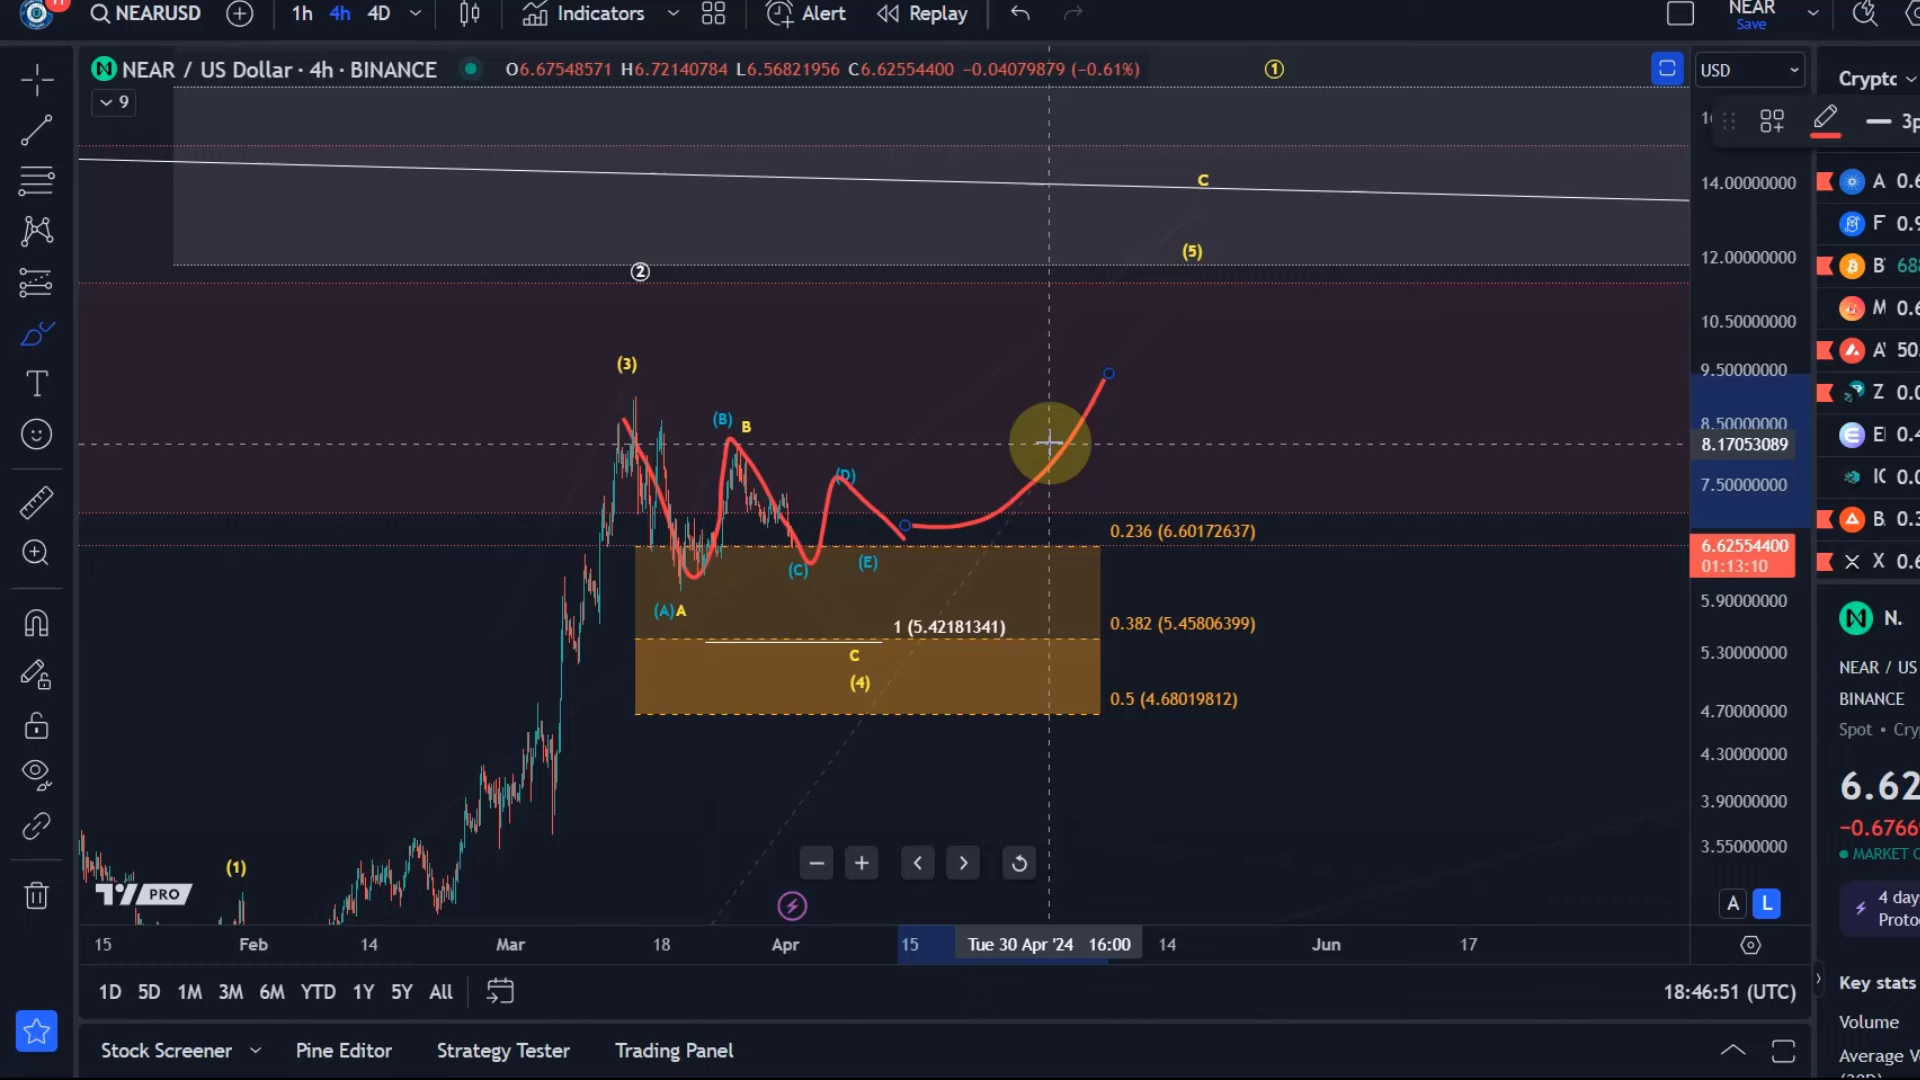 11
NEARUSD
1h 4h 4D
Indicators
Alert
Replay
NEAR
Save
NEAR / US Dollar · 4h · BINANCE
O6.67548571 H6.72140784 L6.56821956 C6.62554400 −0.04079879 (−0.61%)
1
USD
Crypto
9
3p
C
14.00000000
A 0.6
F 0.9
(5)
12.00000000
B 688
2
M 0.6
10.50000000
(3)
A 50.
9.50000000
Z 0.0
(B)
B
8.50000000
8.17053089
E 0.4
(D)
7.50000000
IC 0.0
0.236 (6.60172637)
B. 0.3
6.62554400
01:13:10
(C)
(E)
X 0.6
(A) A
5.90000000
1 (5.42181341)
0.382 (5.45806399)
N.
C
5.30000000
NEAR / US
(4)
0.5 (4.68019812)
BINANCE
4.70000000
Spot • Cry
4.30000000
6.62
3.90000000
−0.6766
MARKET O
3.55000000
(1)
PRO
A L
4 day
Proto
15 Feb 14 Mar 18 Apr 15 Tue 30 Apr '24 16:00 14 Jun 17
1D 5D 1M 3M 6M YTD 1Y 5Y All
18:46:51 (UTC)
Key stats
Volume
Stock Screener Pine Editor Strategy Tester Trading Panel
Average V